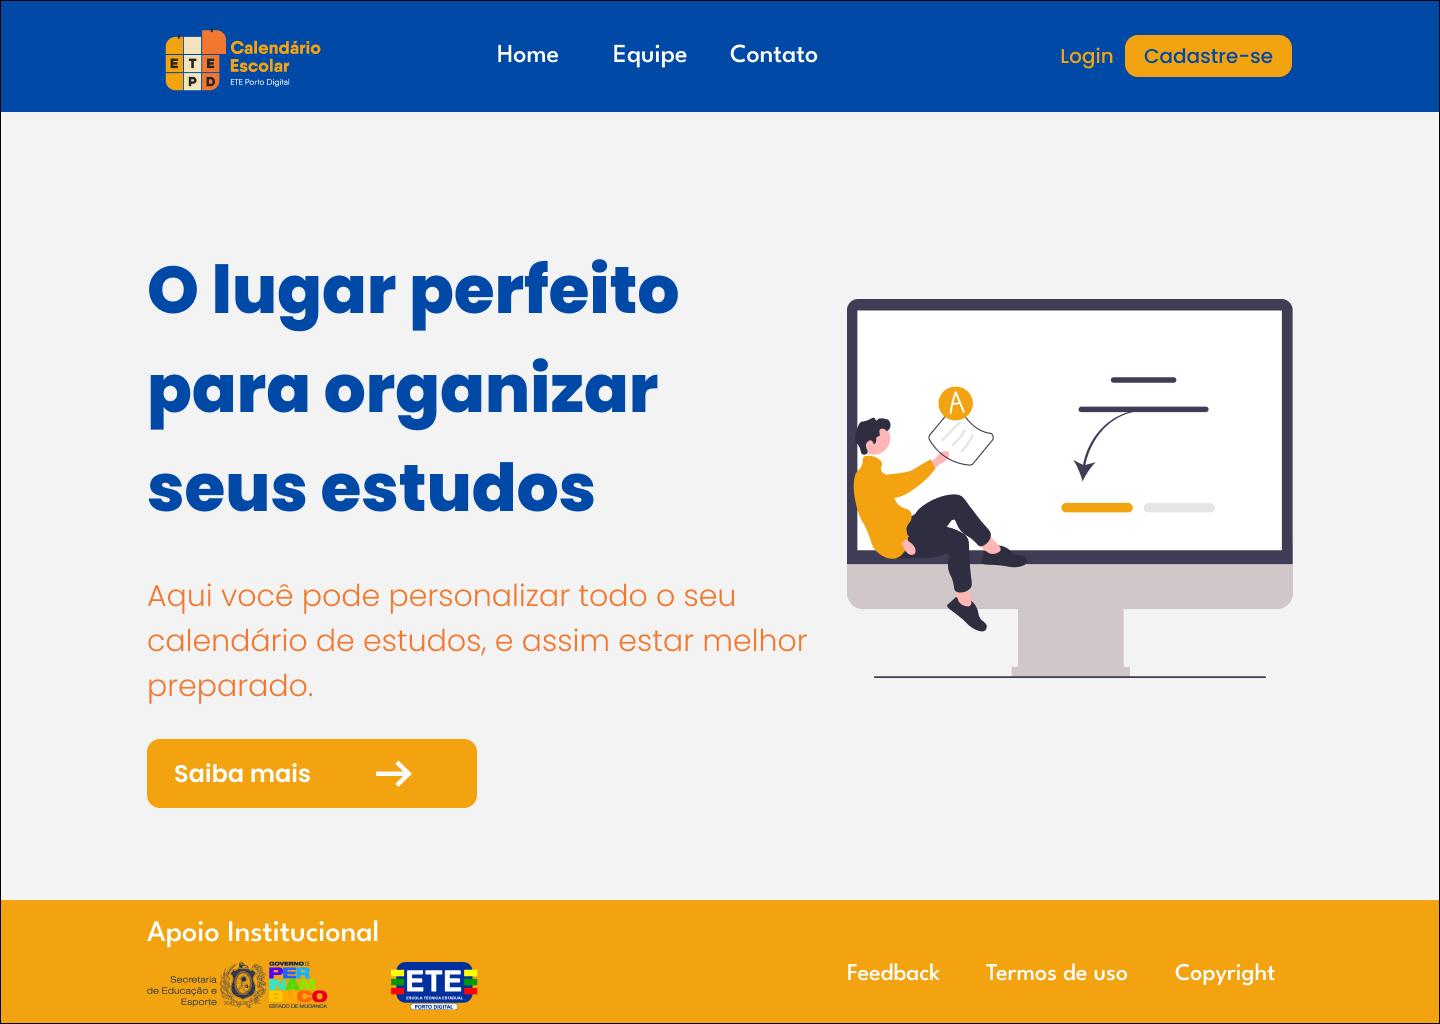 Calendário
Escolar
ETE Porto Digital
E T E
P D
Home Equipe Contato
Login Cadastre-se
O lugar perfeito
para organizar
seus estudos
A
Aqui você pode personalizar todo o seu
calendário de estudos, e assim estar melhor
preparado.
Saiba mais
Apoio Institucional
Secretaria
de Educação e
Esporte
GOVERNO DE
PER
NAM
BUCO
ESTADO DE MUDANÇA
ETE
ESCOLA TÉCNICA ESTADUAL
PORTO DIGITAL
Feedback Termos de uso Copyright